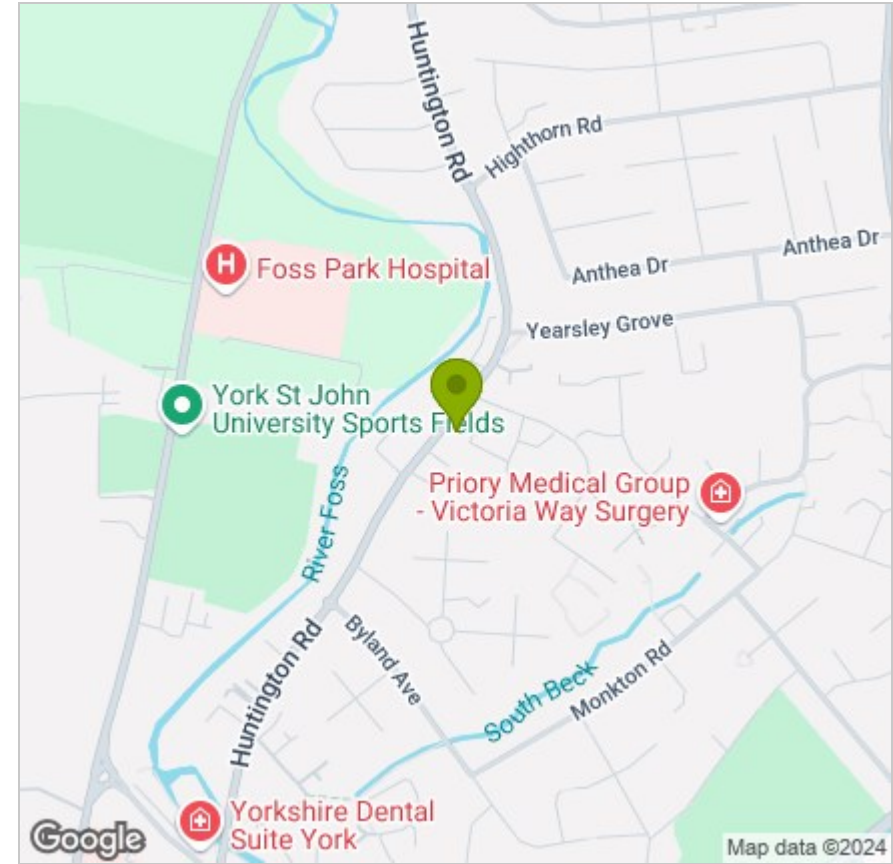 Huntington Rd
Highthorn Rd
Anthea Dr
Anthea Dr
H
Foss Park Hospital
Yearsley Grove
York St John
University Sports Fields
Priory Medical Group
- Victoria Way Surgery
River Foss
Huntington Rd
Byland Ave
South Beck
Monkton Rd
Yorkshire Dental
Suite York
Google
Map data ©2024